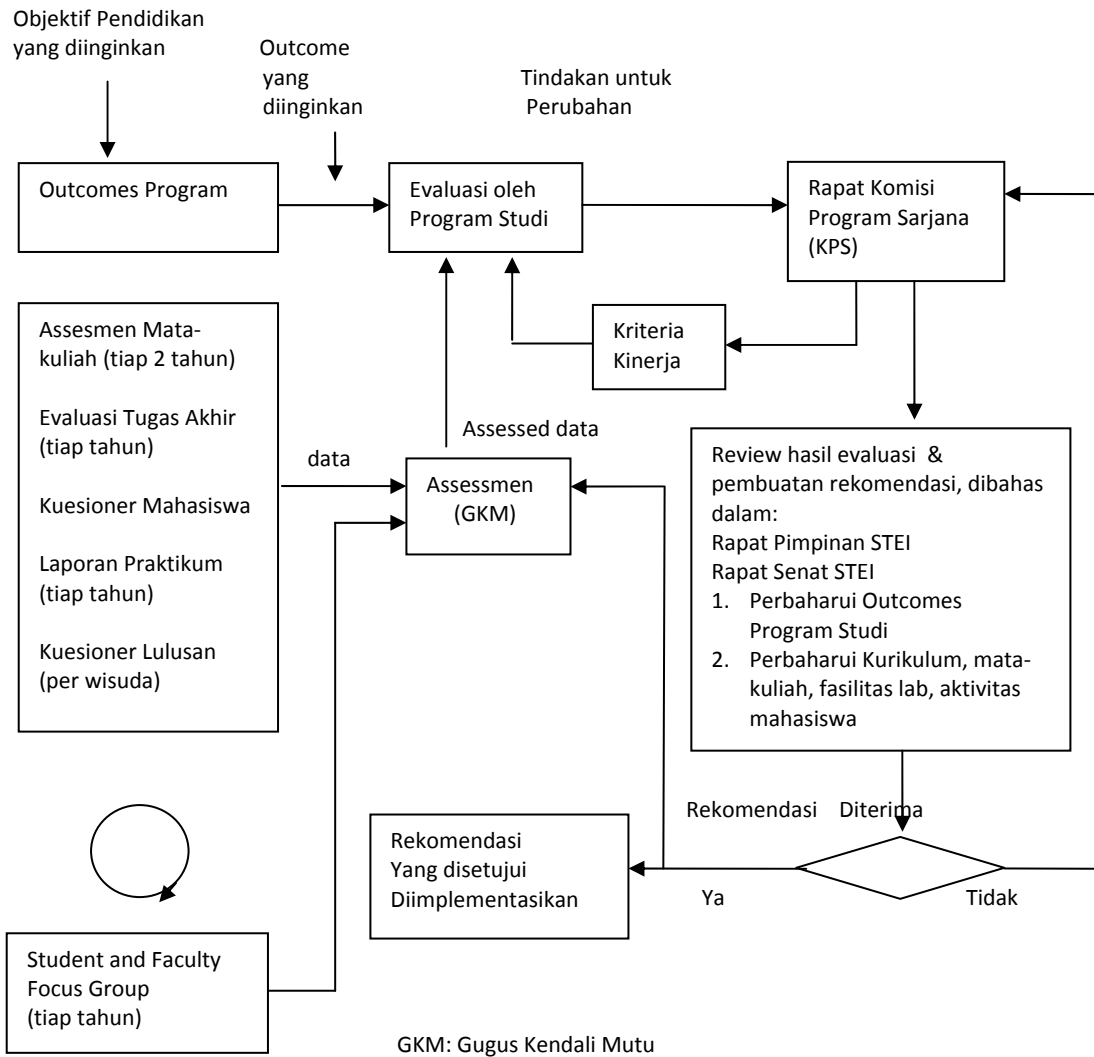 Objektif Pendidikan
yang diinginkan
Outcome
yang
diinginkan
Tindakan untuk
Perubahan
Outcomes Program
Evaluasi oleh
Program Studi
Rapat Komisi
Program Sarjana
(KPS)
Kriteria
Kinerja
Assesmen Mata-
kuliah (tiap 2 tahun)
Evaluasi Tugas Akhir
(tiap tahun)
Kuesioner Mahasiswa
Laporan Praktikum
(tiap tahun)
Kuesioner Lulusan
(per wisuda)
data
Assessed data
Assessmen
(GKM)
Review hasil evaluasi &
pembuatan rekomendasi, dibahas
dalam:
Rapat Pimpinan STEI
Rapat Senat STEI
1. Perbaharui Outcomes
Program Studi
2. Perbaharui Kurikulum, mata-
kuliah, fasilitas lab, aktivitas
mahasiswa
Rekomendasi Diterima
Rekomendasi
Yang disetujui
Diimplementasikan
Ya
Tidak
Student and Faculty
Focus Group
(tiap tahun)
GKM: Gugus Kendali Mutu